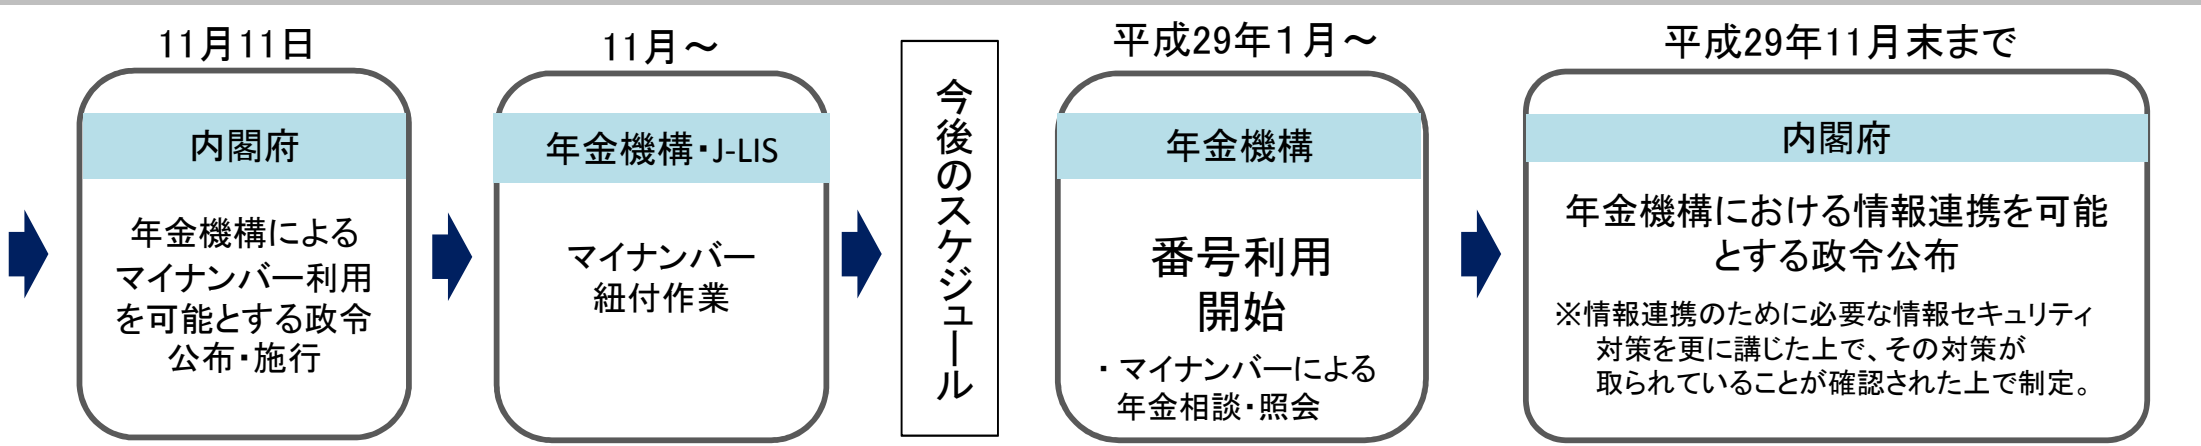 11月11日
内閣府
年金機構による
マイナンバー利用
を可能とする政令
公布・施行
11月～
年金機構・J-LIS
マイナンバー
紐付作業
今後のスケジュール
平成29年１月～
年金機構
番号利用
開始
・ マイナンバーによる
年金相談・照会
平成29年11月末まで
内閣府
年金機構における情報連携を可能
とする政令公布
※情報連携のために必要な情報セキュリティ
対策を更に講じた上で、その対策が
取られていることが確認された上で制定。